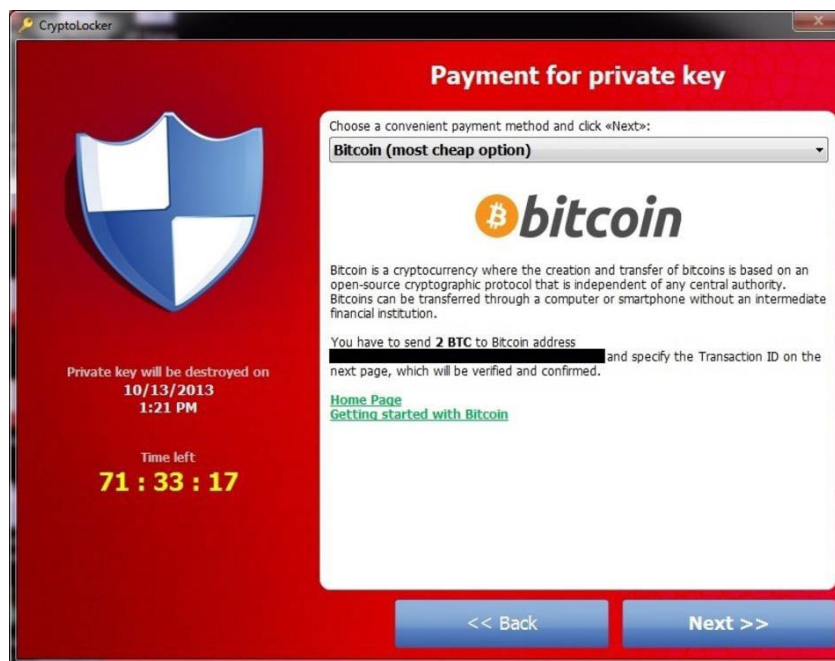 CryptoLocker
Payment for private key
Choose a convenient payment method and click «Next»:
Bitcoin (most cheap option)
bitcoin
Bitcoin is a cryptocurrency where the creation and transfer of bitcoins is based on an
open-source cryptographic protocol that is independent of any central authority.
Bitcoins can be transferred through a computer or smartphone without an intermediate
financial institution.
You have to send 2 BTC to Bitcoin address
and specify the Transaction ID on the
next page, which will be verified and confirmed.
Home Page
Getting started with Bitcoin
Private key will be destroyed on
10/13/2013
1:21 PM
Time left
71 : 33 : 17
<< Back
Next >>